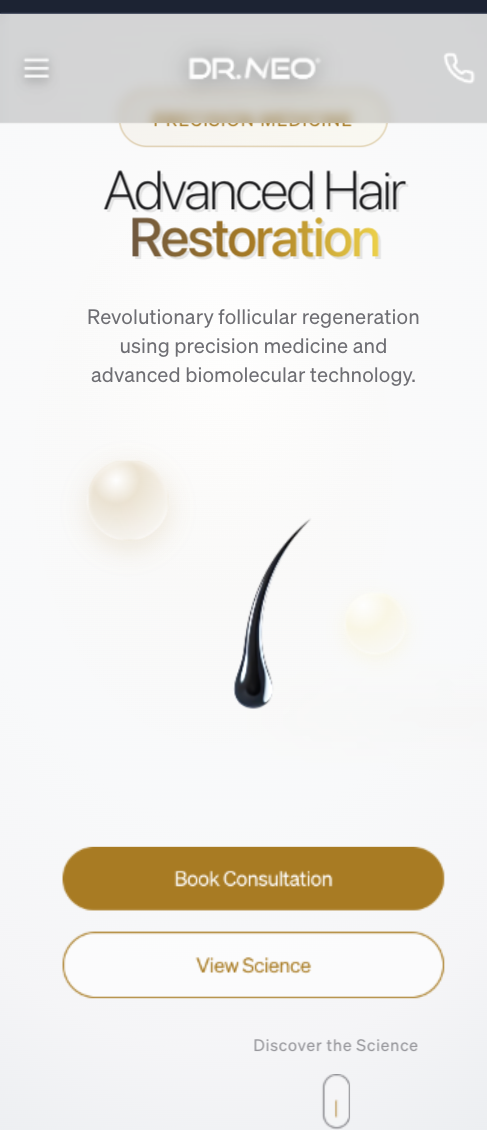 DR.NEO
PRECISION MEDICINE
Advanced Hair
Restoration
Revolutionary follicular regeneration
using precision medicine and
advanced biomolecular technology.
Book Consultation
View Science
Discover the Science